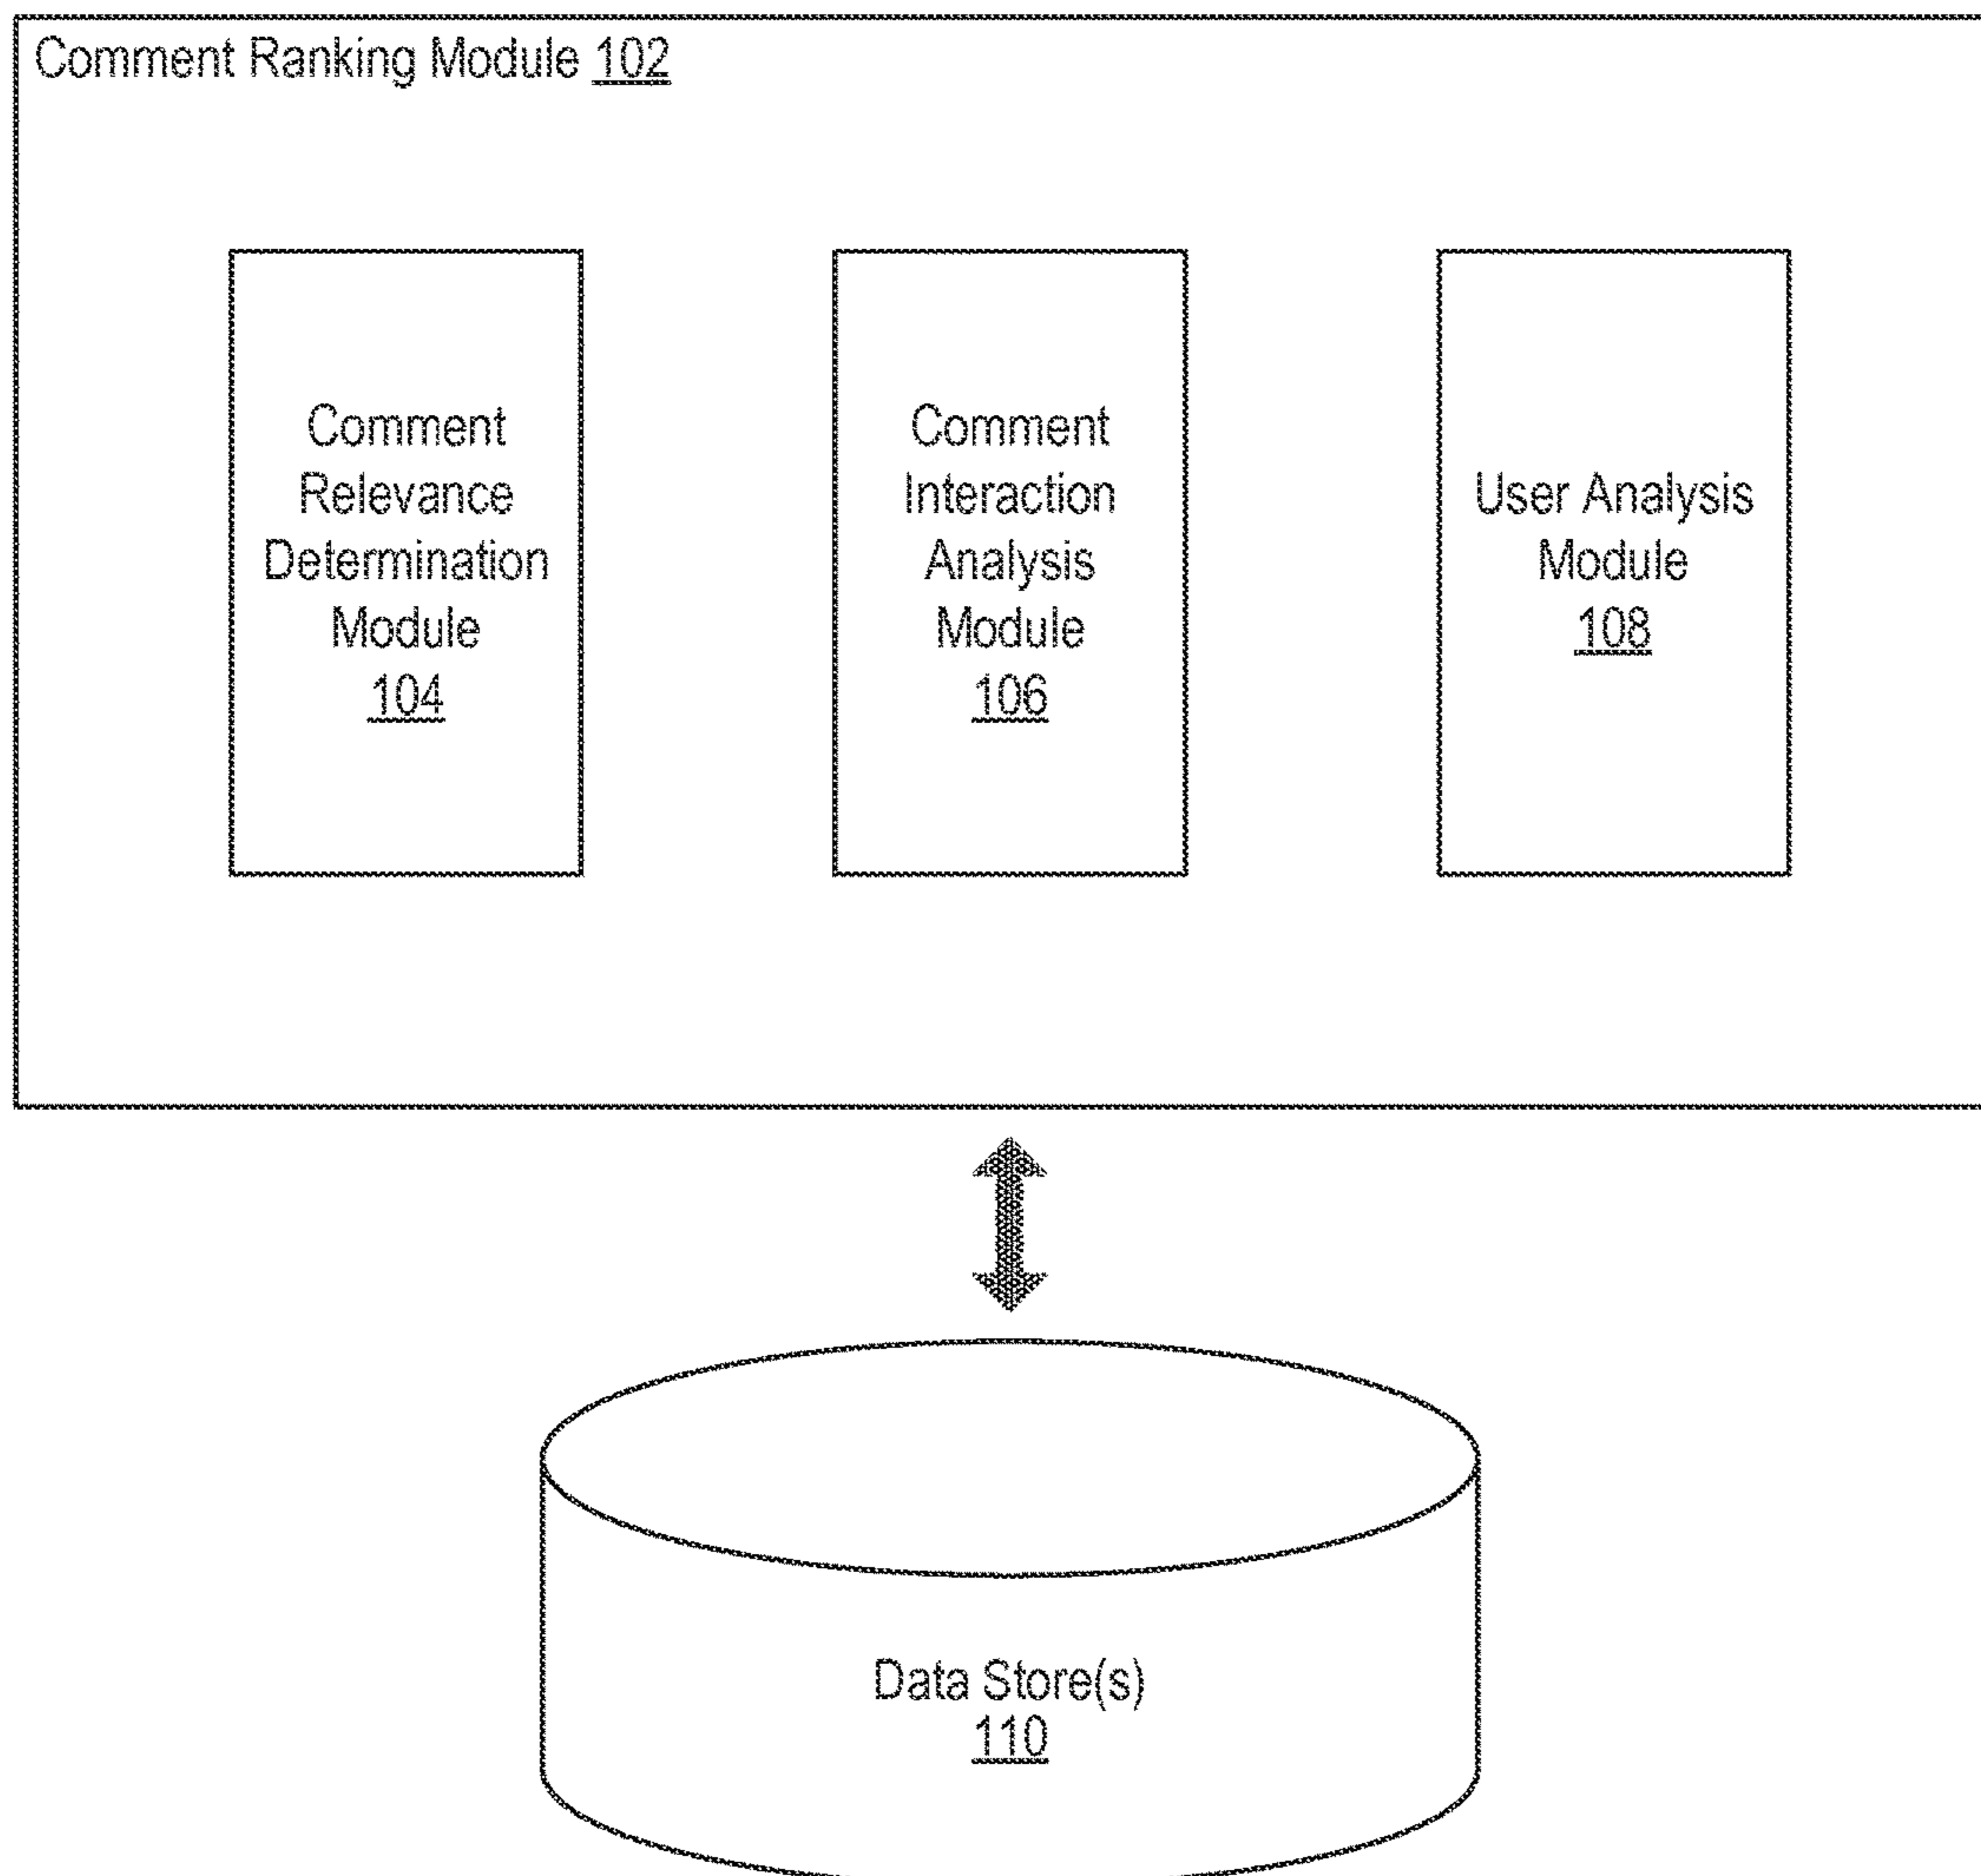 Comment Ranking Module 102
Comment
Relevance
Determination
Module
104
Comment
Interaction
Analysis
Module
106
User Analysis
Module
108
Data Store(s)
110